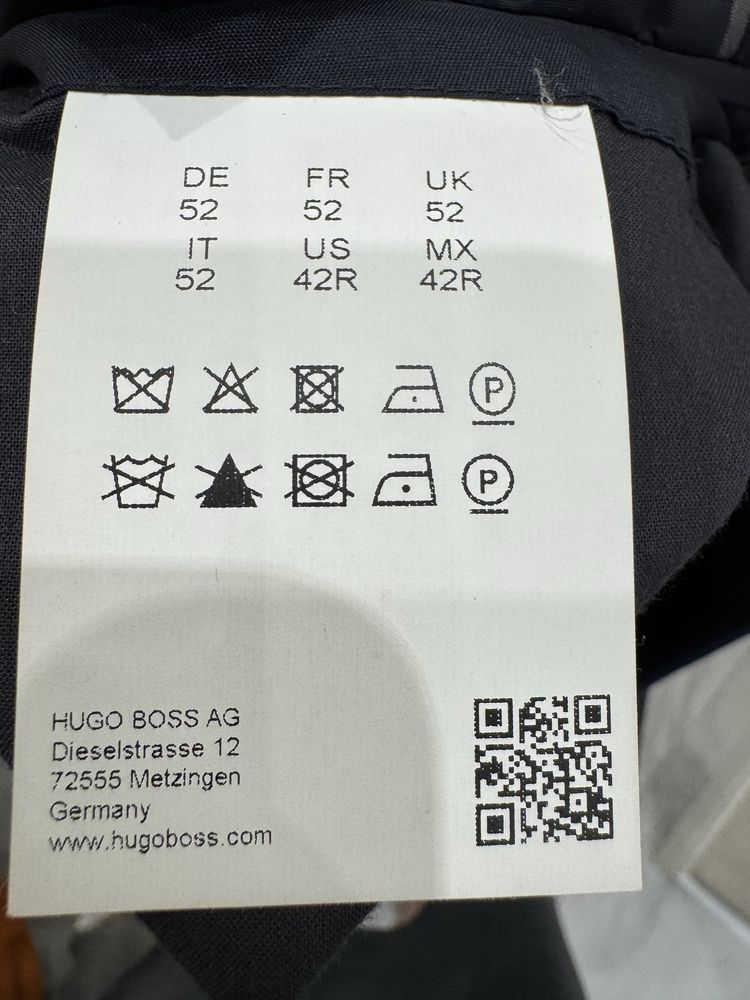 DE FR UK
52 52 52
IT US MX
52 42R 42R
P
P
HUGO BOSS AG
Dieselstrasse 12
72555 Metzingen
Germany
www.hugoboss.com